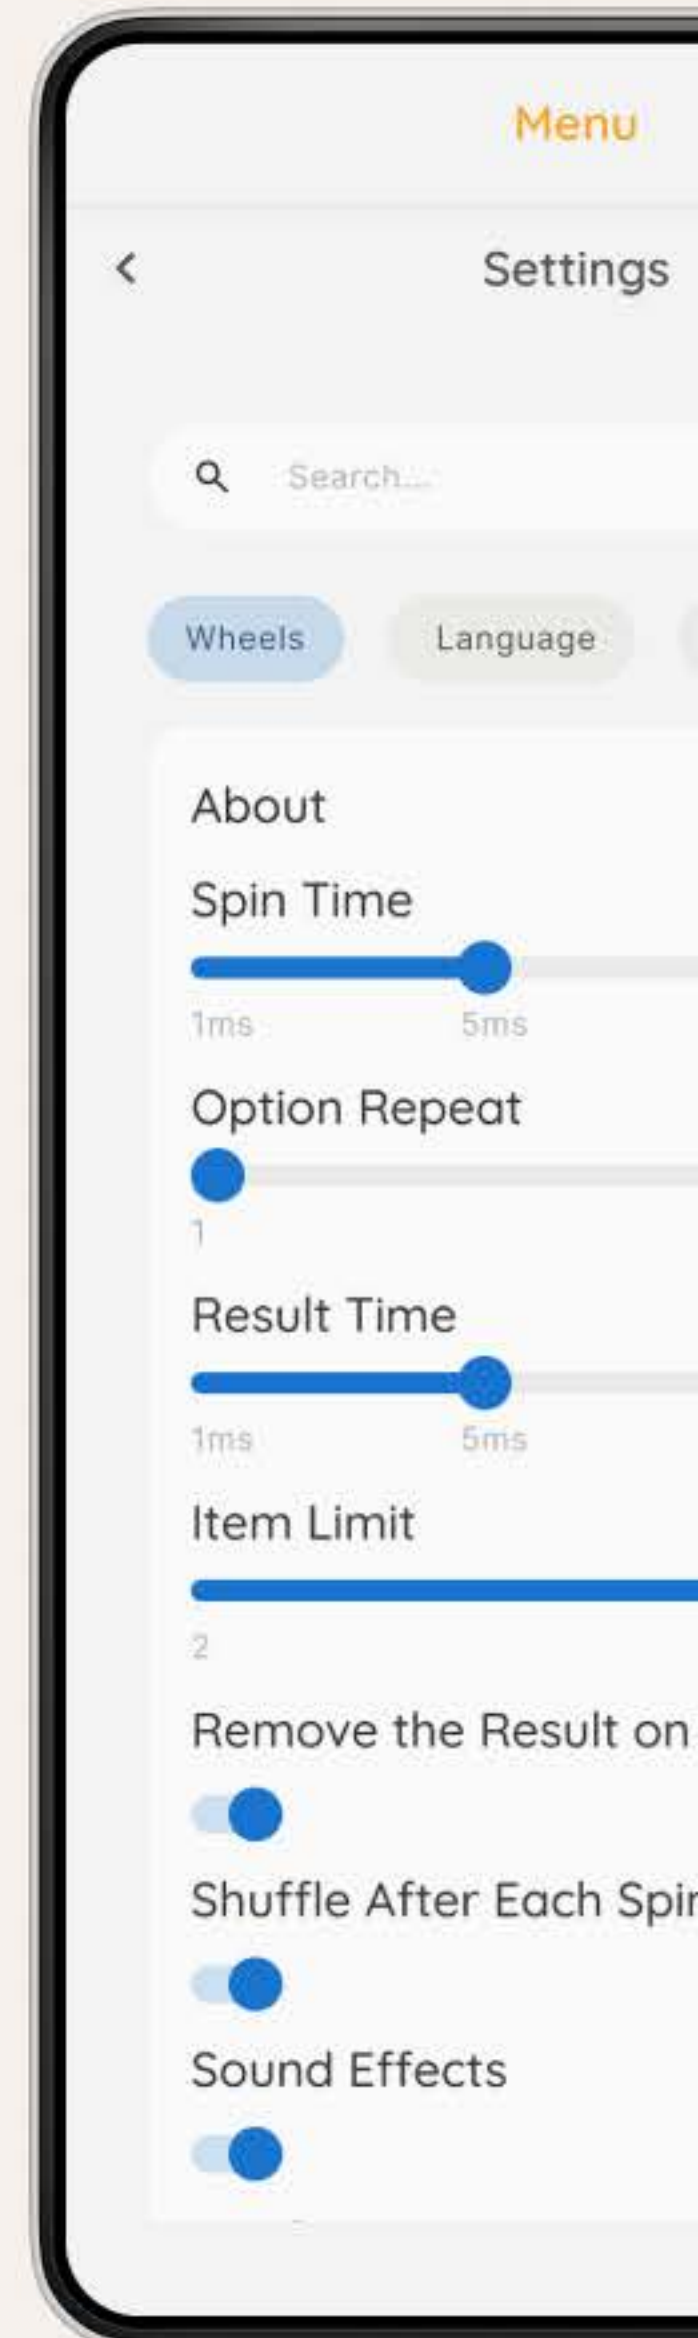 Menu
Settings
Search...
Wheels Language
About
Spin Time
1ms 5ms
Option Repeat
1
Result Time
1ms 5ms
Item Limit
2
Remove the Result on
Shuffle After Each Spin
Sound Effects